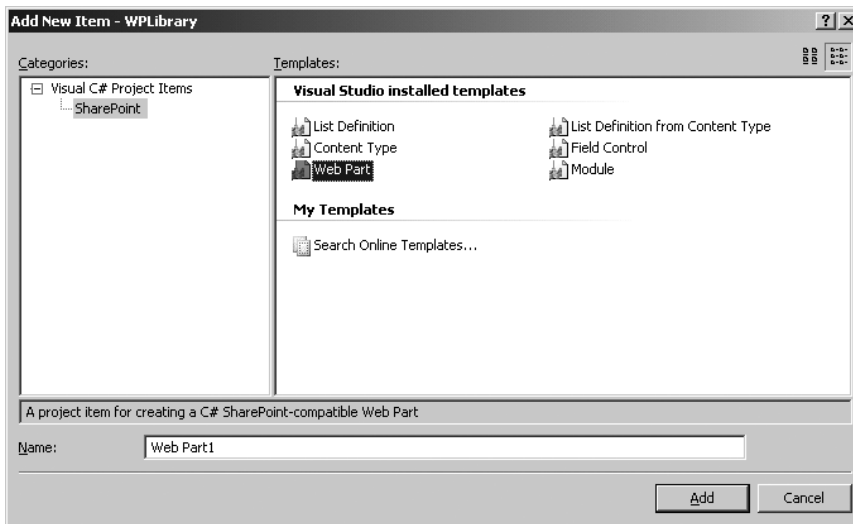 Add New Item - WPLibrary
Categories:
Templates:
Visual C# Project Items
SharePoint
Visual Studio installed templates
List Definition
List Definition from Content Type
Content Type
Field Control
Web Part
Module
My Templates
Search Online Templates...
A project item for creating a C# SharePoint-compatible Web Part
Name:
Web Part1
Add
Cancel